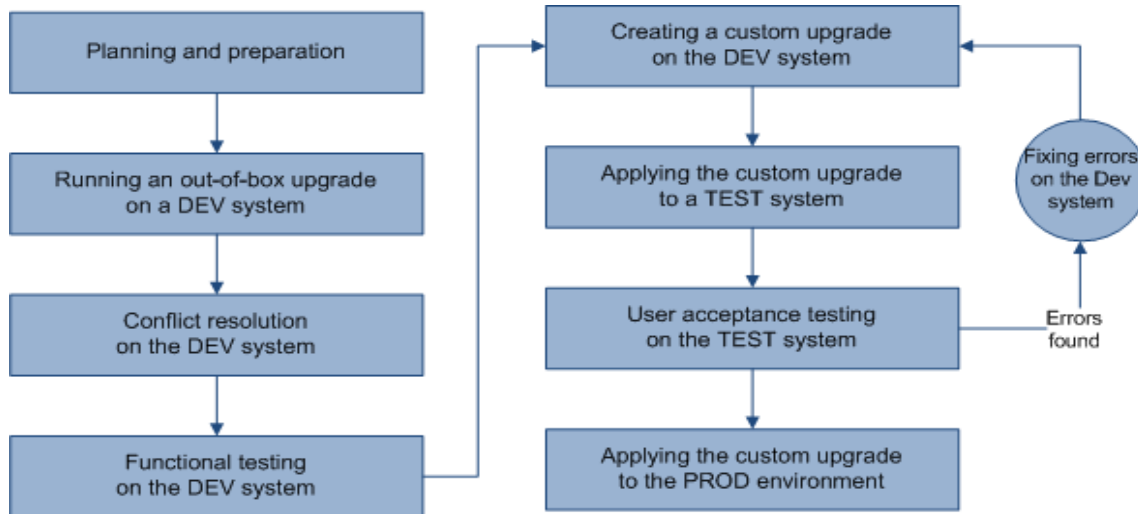 Planning and preparation
Running an out-of-box upgrade
on a DEV system
Conflict resolution
on the DEV system
Functional testing
on the DEV system
Creating a custom upgrade
on the DEV system
Applying the custom upgrade
to a TEST system
User acceptance testing
on the TEST system
Errors
found
Fixing errors
on the Dev
system
Applying the custom upgrade
to the PROD environment